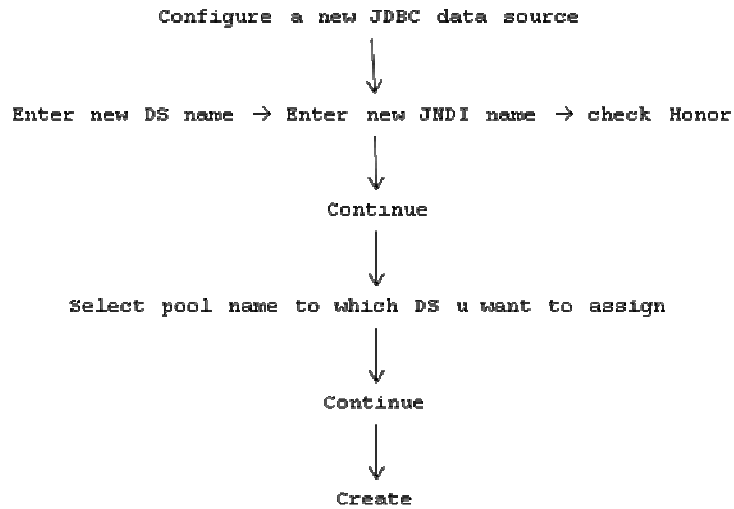 Configure a new JDBC data source
Enter new DS name → Enter new JNDI name → check Honor
Continue
Select pool name to which DS u want to assign
Continue
Create